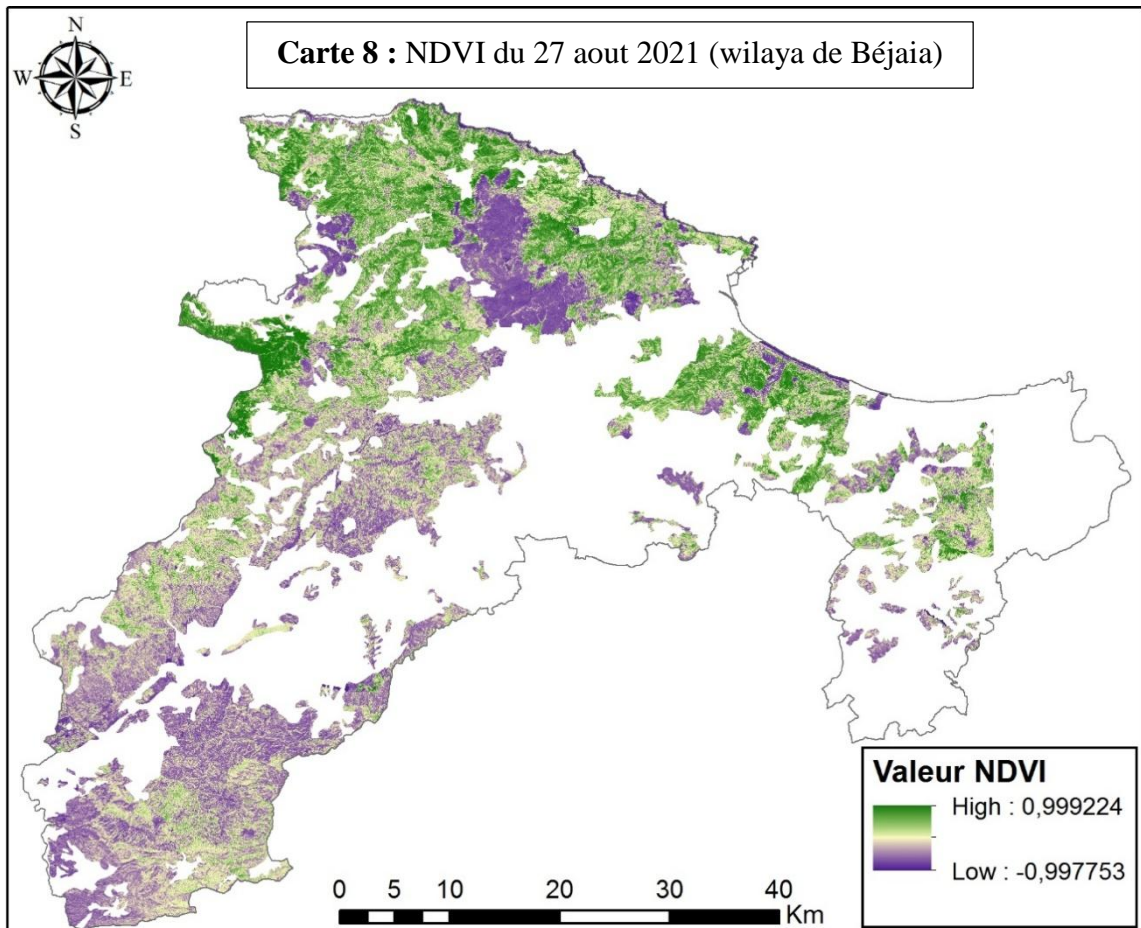 N
Carte 8 : NDVI du 27 aout 2021 (wilaya de Béjaia)
W E
S
Valeur NDVI
High : 0,999224
Low : -0,997753
0 5 10 20 30 40
Km